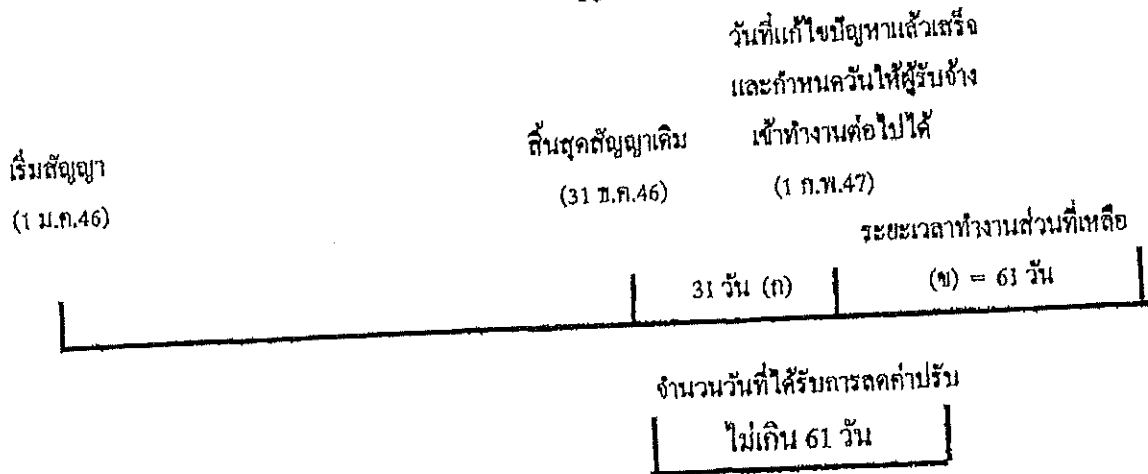 วันที่แก้ไขปัญหาแล้วเสร็จ
และกำหนดวันให้ผู้รับจ้าง
เข้าทำงานต่อไปได้
(1 ก.พ.47)
สิ้นสุดสัญญาเดิม
(31 ธ.ค.46)
เริ่มสัญญา
(1 ม.ค.46)
ระยะเวลาทำงานส่วนที่เหลือ
(ข) = 61 วัน
31 วัน (ก)
จำนวนวันที่ได้รับการลดค่าปรับ
ไม่เกิน 61 วัน